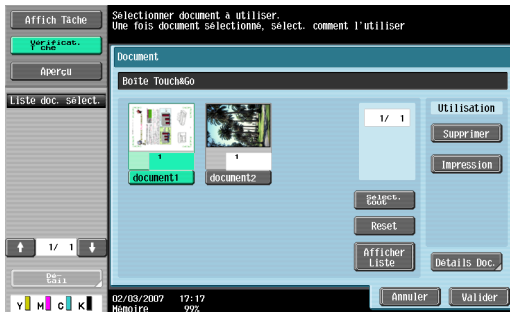 Affich Tâche
Vérificat.
T che
Aperçu
Liste doc. sélect.
1/ 1
Dé-
tail
Y M C K
Sélectionner document à utiliser.
Une fois document sélectionné, sélect. comment l'utiliser
Document
Boîte Touch&Go
1
document1
1
document2
1/ 1
Sélect.
tout
Reset
Afficher
Liste
Utilisation
Supprimer
Impression
Détails Doc.
02/03/2007 17:17
Mémoire 99%
Annuler
Valider